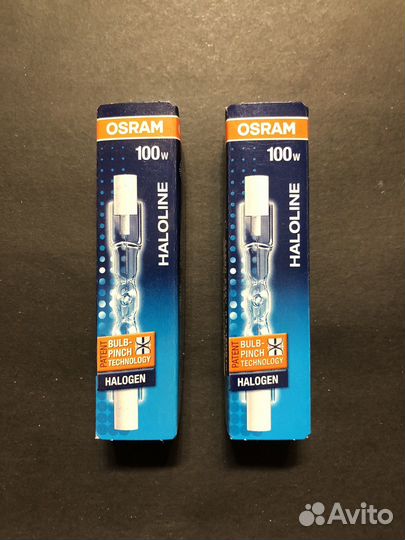 OSRAM
100W
HALOLINE
PATENT
BULB-
PINCH
TECHNOLOGY
HALOGEN
OSRAM
100W
HALOLINE
PATENT
BULB-
PINCH
TECHNOLOGY
HALOGEN
Avito